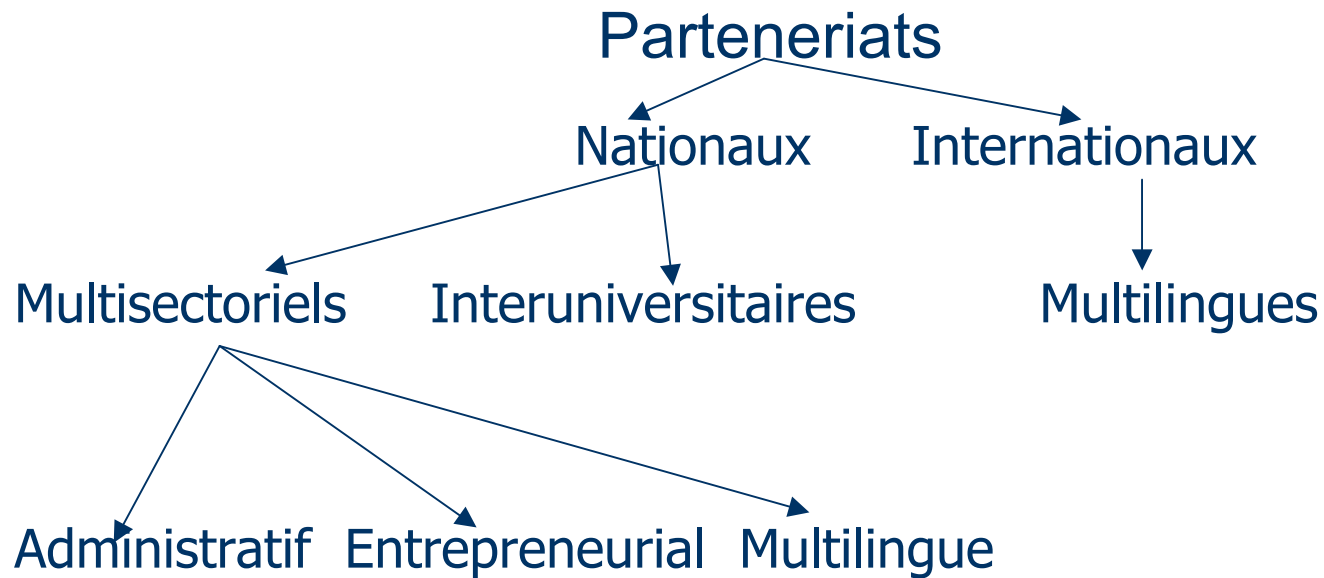 Parteneriats
Nationaux Internationaux
Multisectoriels Interuniversitaires Multilingues
Administratif Entrepreneurial Multilingue